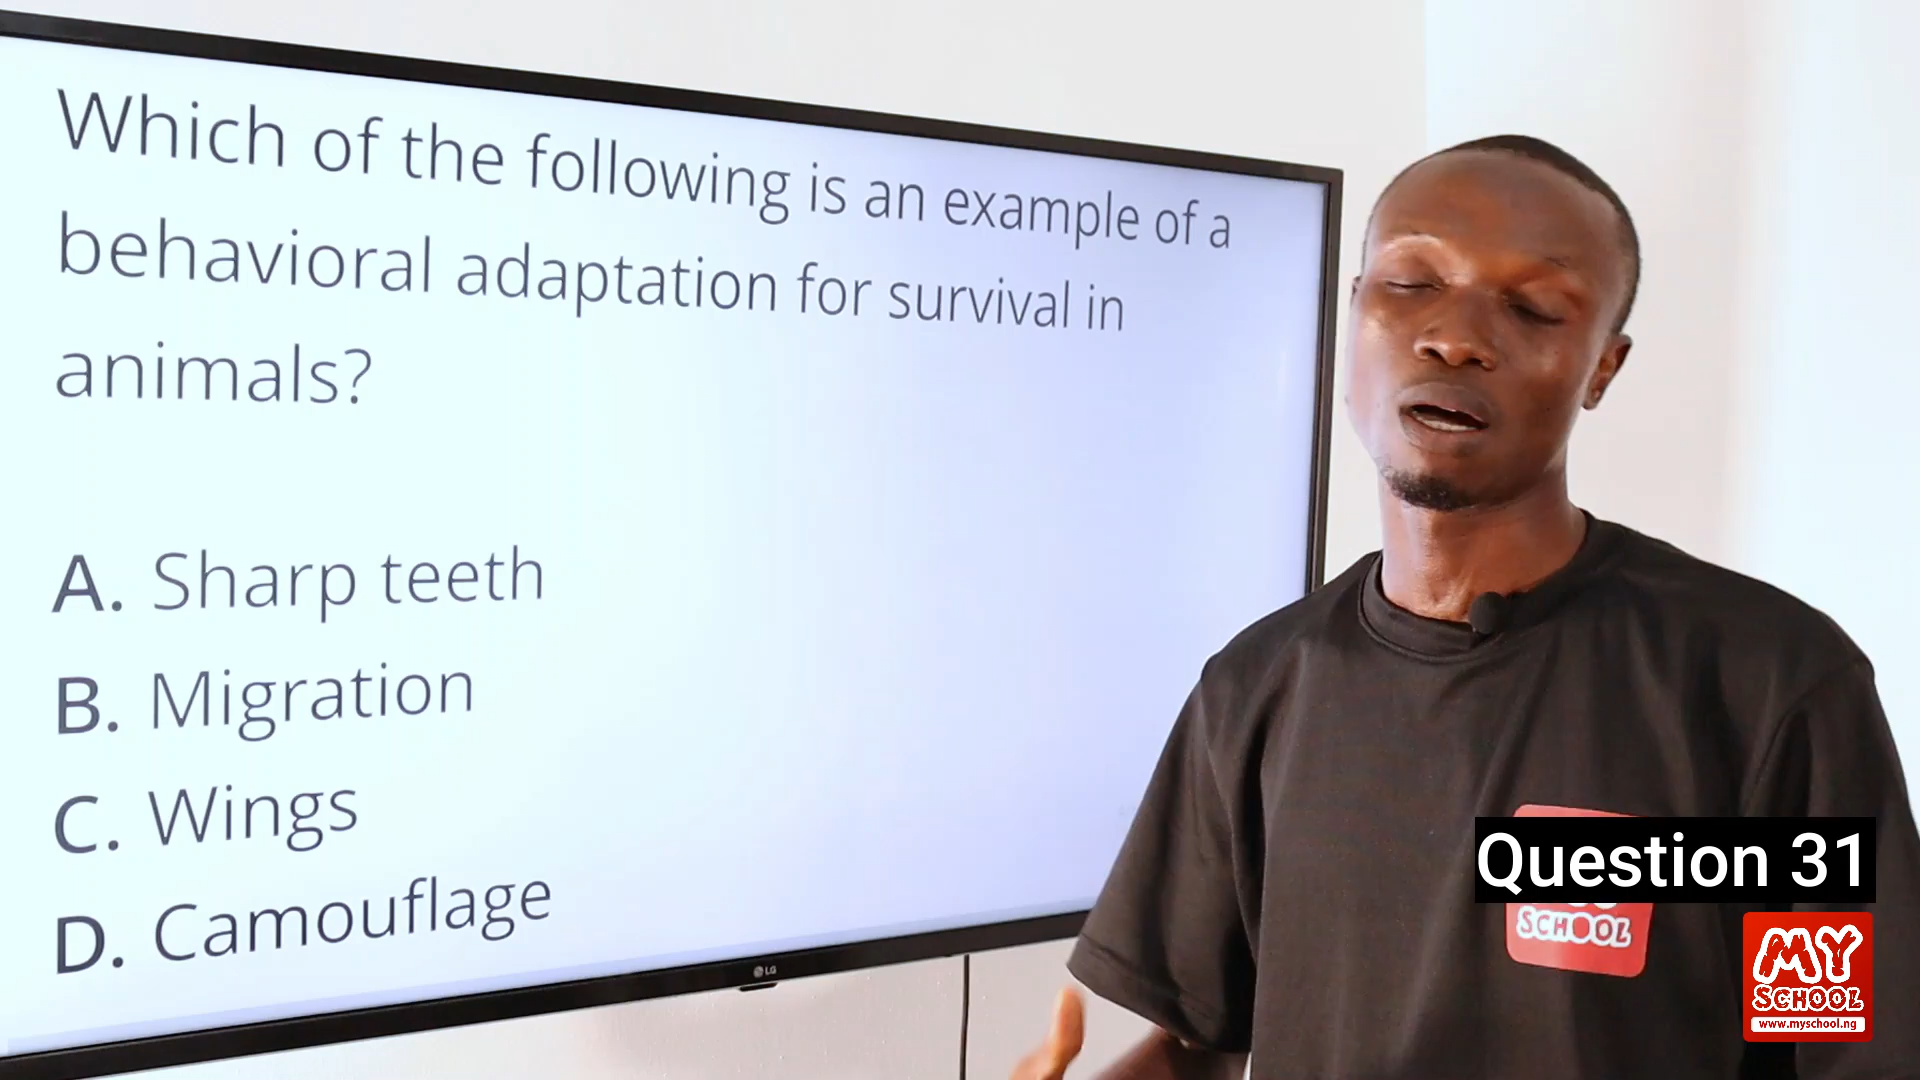 Which of the following is an example of a
behavioral adaptation for survival in
animals?
A. Sharp teeth
B. Migration
C. Wings
D. Camouflage
LG
Question 31
SCHOOL
MY
SCHOOL
www.myschool.ng